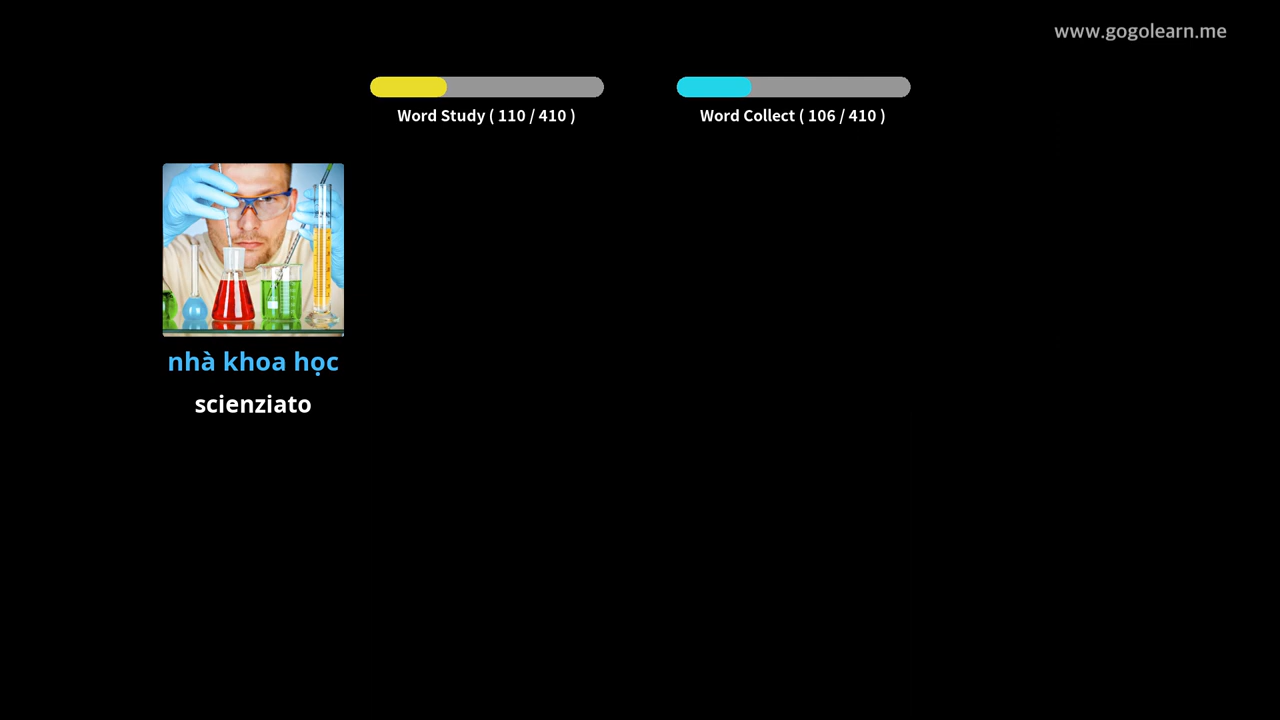 www.gogolearn.me
Word Study ( 110 / 410 )
Word Collect ( 106 / 410 )
nhà khoa học
scienziato